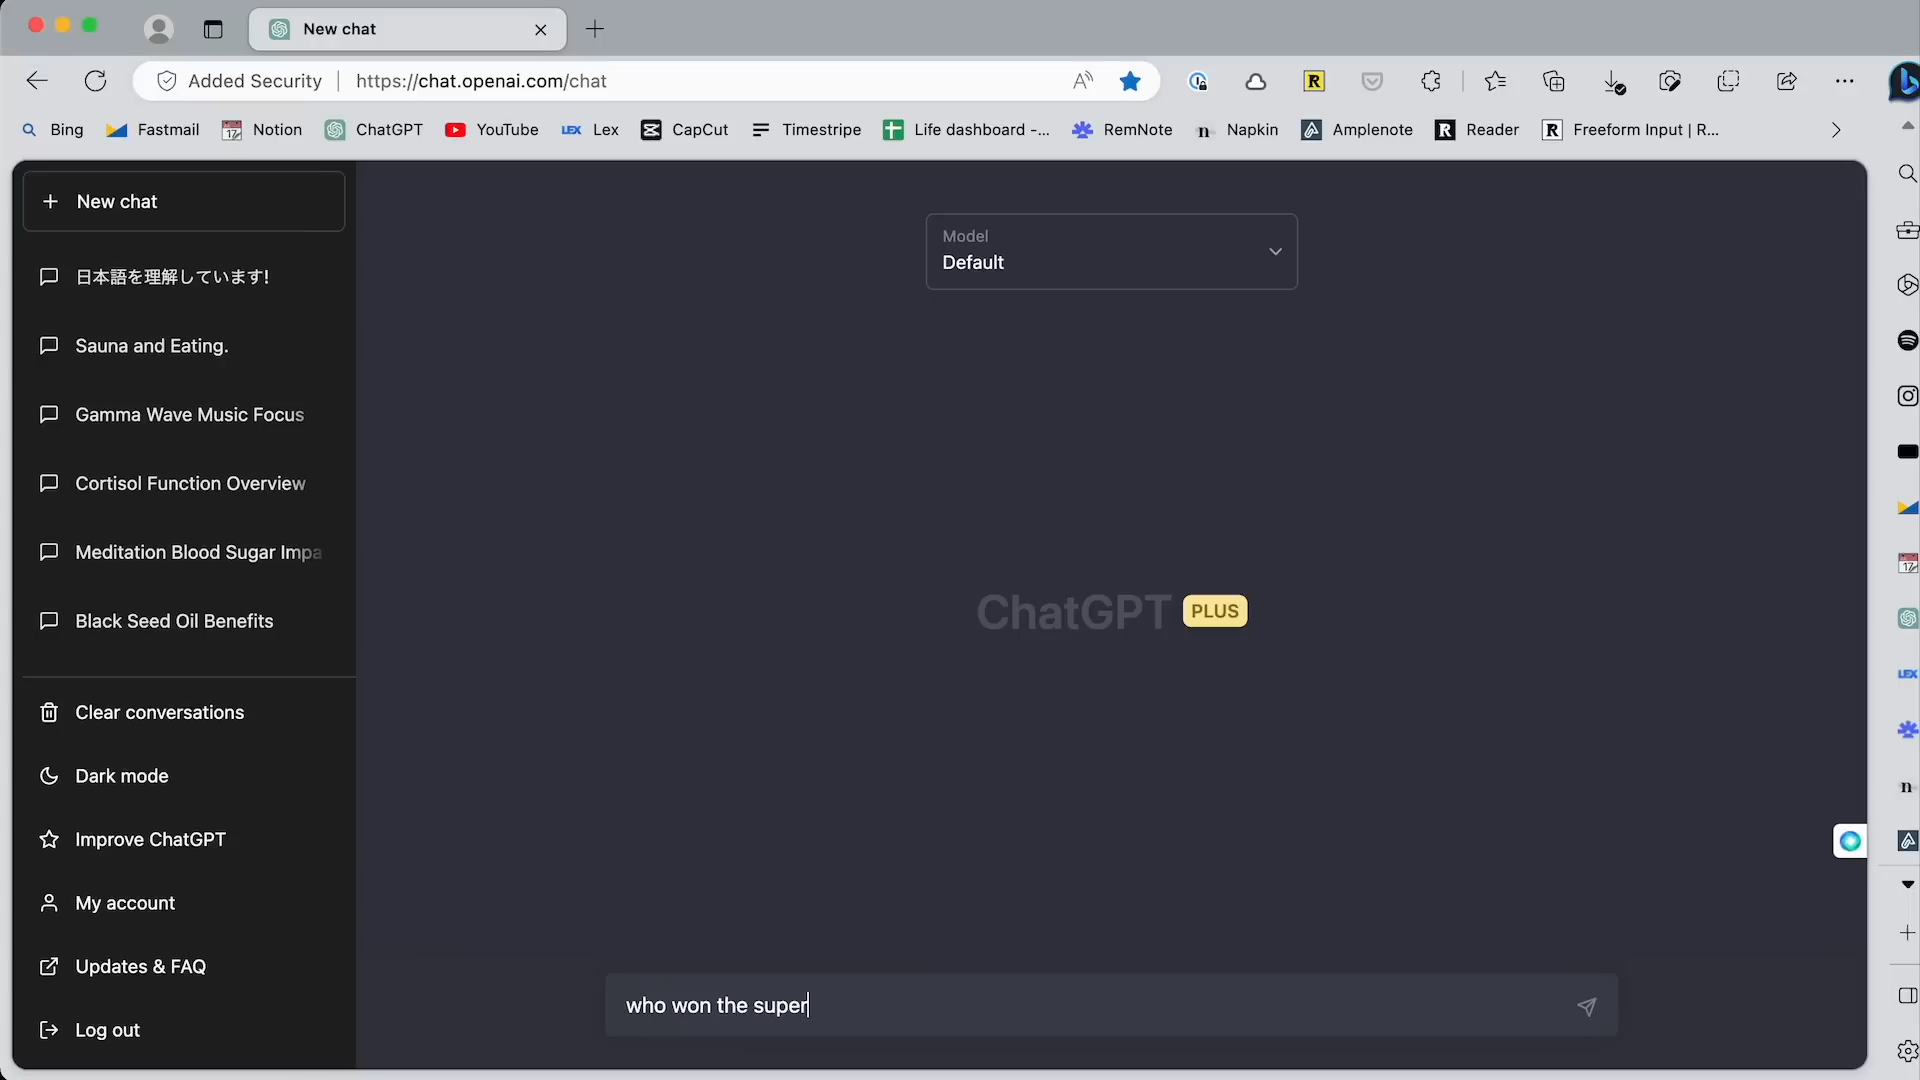 New chat
Added Security
https://chat.openai.com/chat
Bing
Fastmail
Notion
ChatGPT
YouTube
LEX Lex
CapCut
Timestripe
Life dashboard -...
RemNote
n Napkin
Amplenote
R Reader
R Freeform Input | R...
New chat
日本語を理解しています!
Sauna and Eating.
Gamma Wave Music Focus
Cortisol Function Overview
Meditation Blood Sugar Impa
Black Seed Oil Benefits
Clear conversations
Dark mode
Improve ChatGPT
My account
Updates & FAQ
Log out
Model
Default
ChatGPT PLUS
who won the super
LEX
n